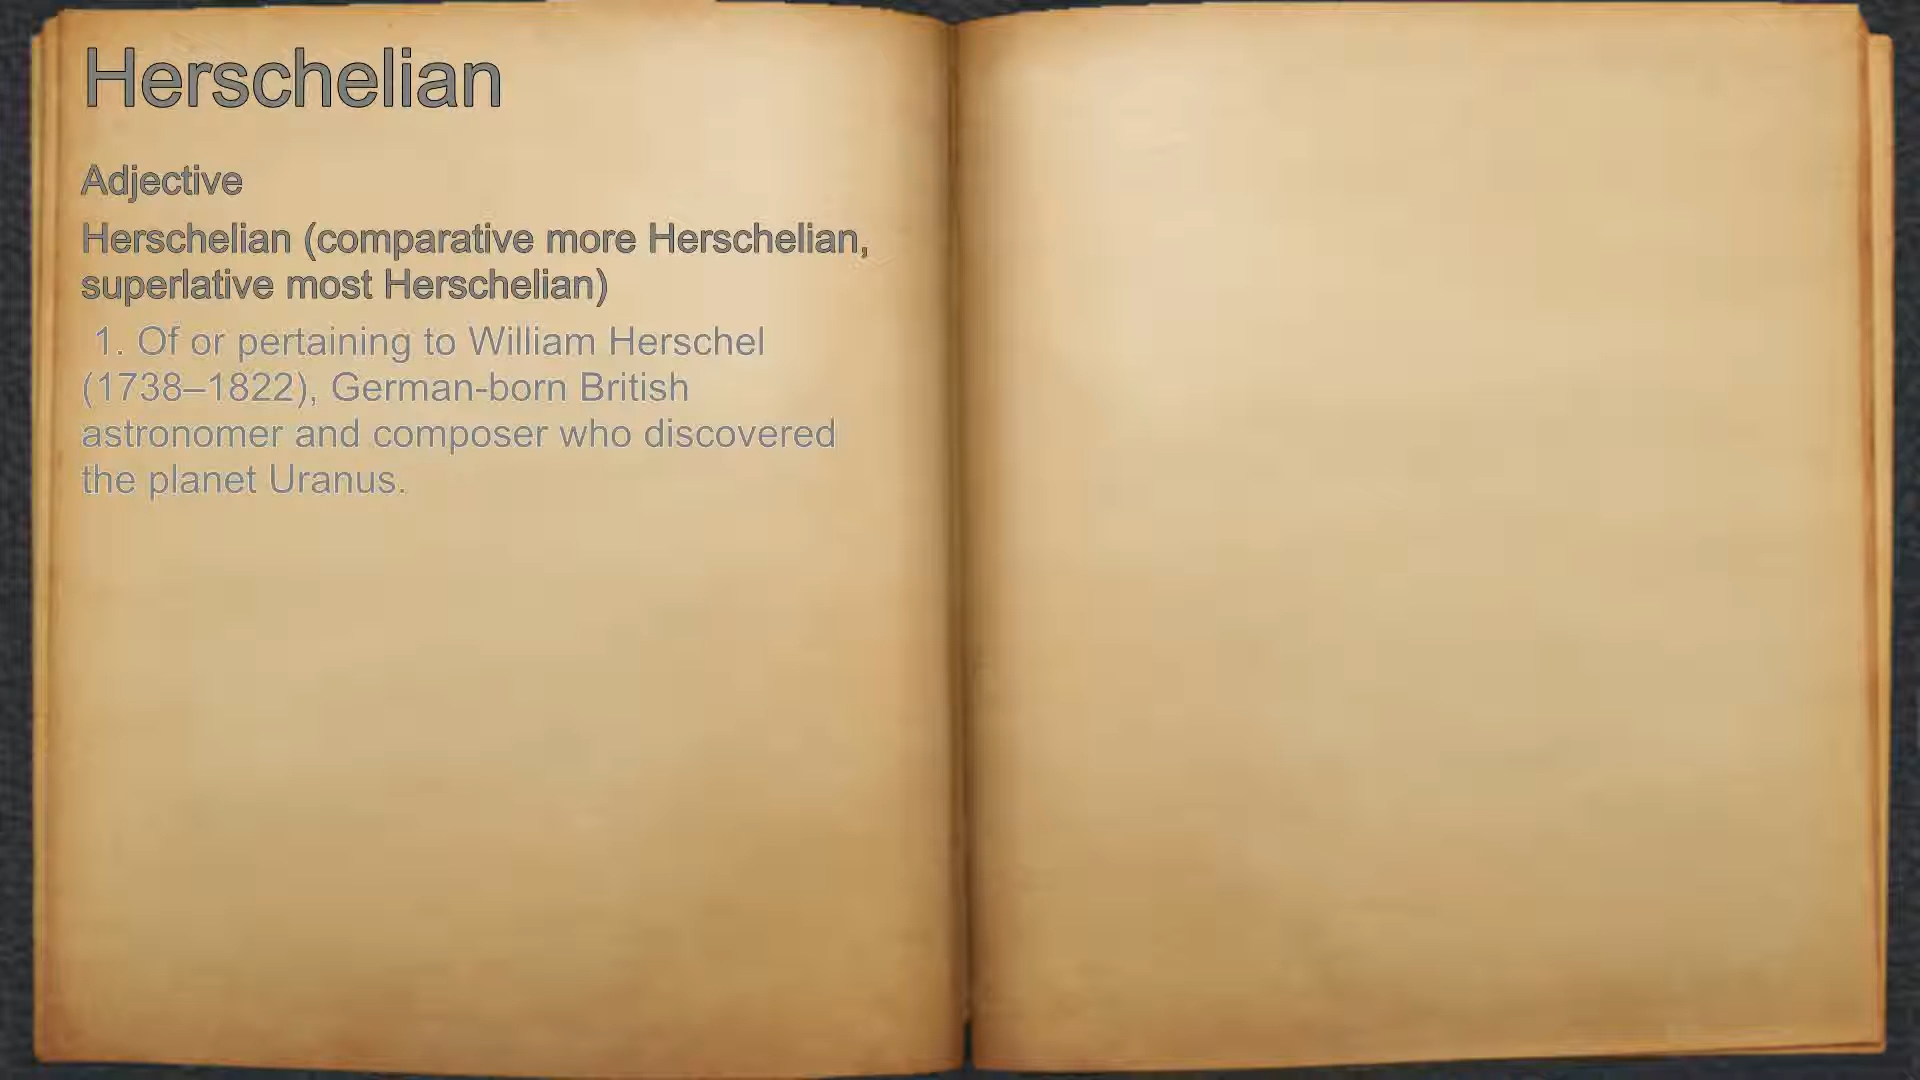 Herschelian
Adjective
Herschelian (comparative more Herschelian,
superlative most Herschelian)
1. Of or pertaining to William Herschel
(1738–1822), German-born British
astronomer and composer who discovered
the planet Uranus.